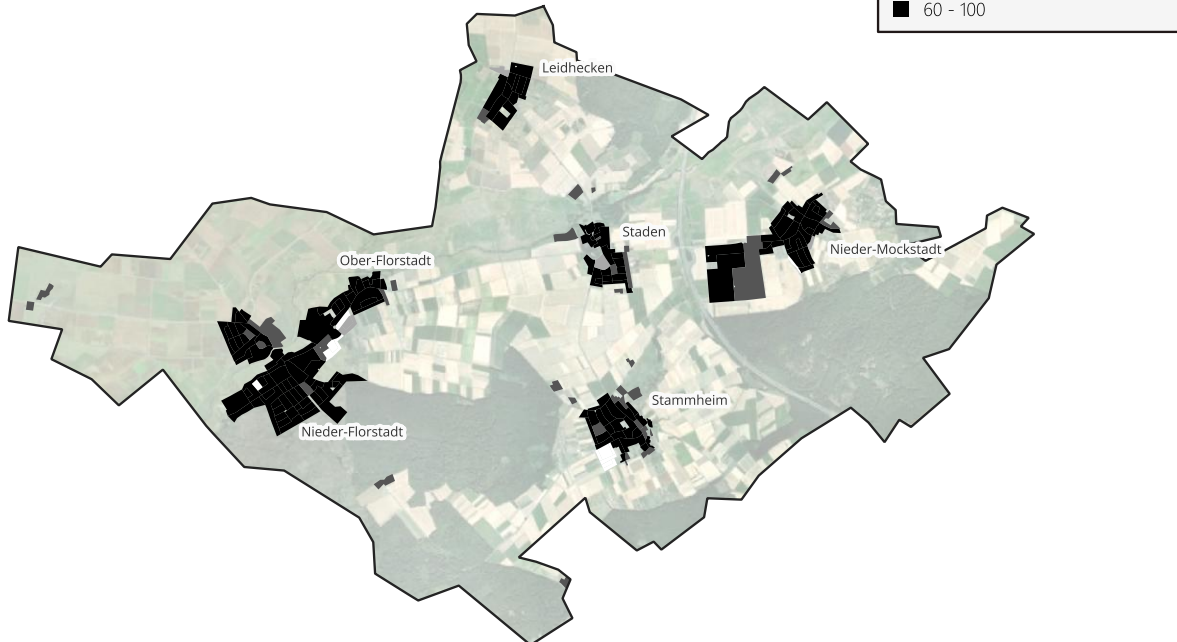 60 - 100
Leidhecken
Staden
Nieder-Mockstadt
Ober-Florstadt
Stammheim
Nieder-Florstadt